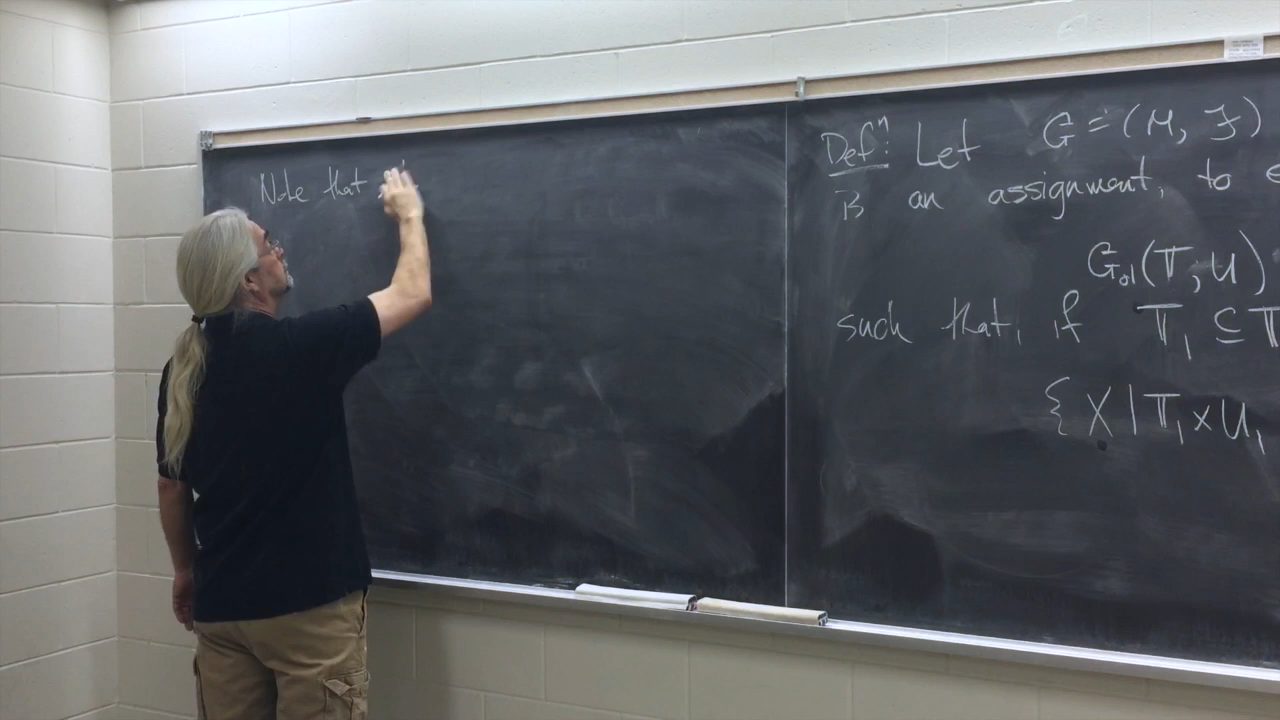 Note that
Defⁿ: Let G = (M, F)
B an assignment, to
G₀₁(𝕋, U)
such that, if 𝕋₁ ⊆ 𝕋
{ X | 𝕋₁ × U₁